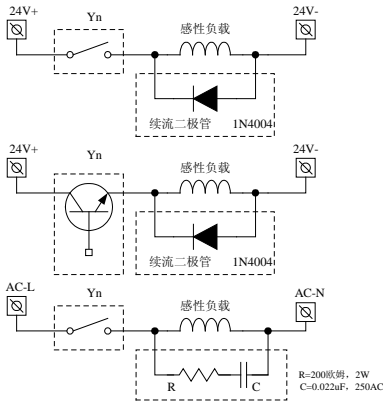 24V+ Yn 感性负载 24V-
续流二极管 1N4004
24V+ Yn 感性负载 24V-
续流二极管 1N4004
AC-L Yn 感性负载 AC-N
R C
R=200欧姆，2W
C=0.022uF，250AC